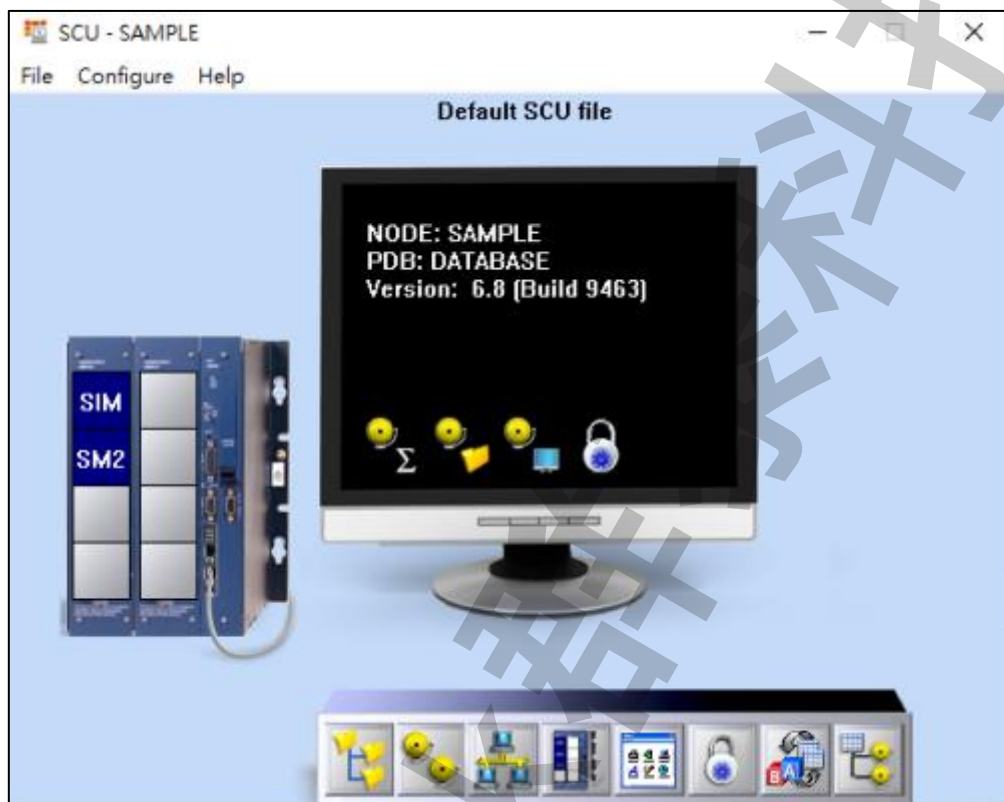 SCU - SAMPLE
File Configure Help
Default SCU file
NODE: SAMPLE
PDB: DATABASE
Version: 6.8 (Build 9463)
SIM
SM2